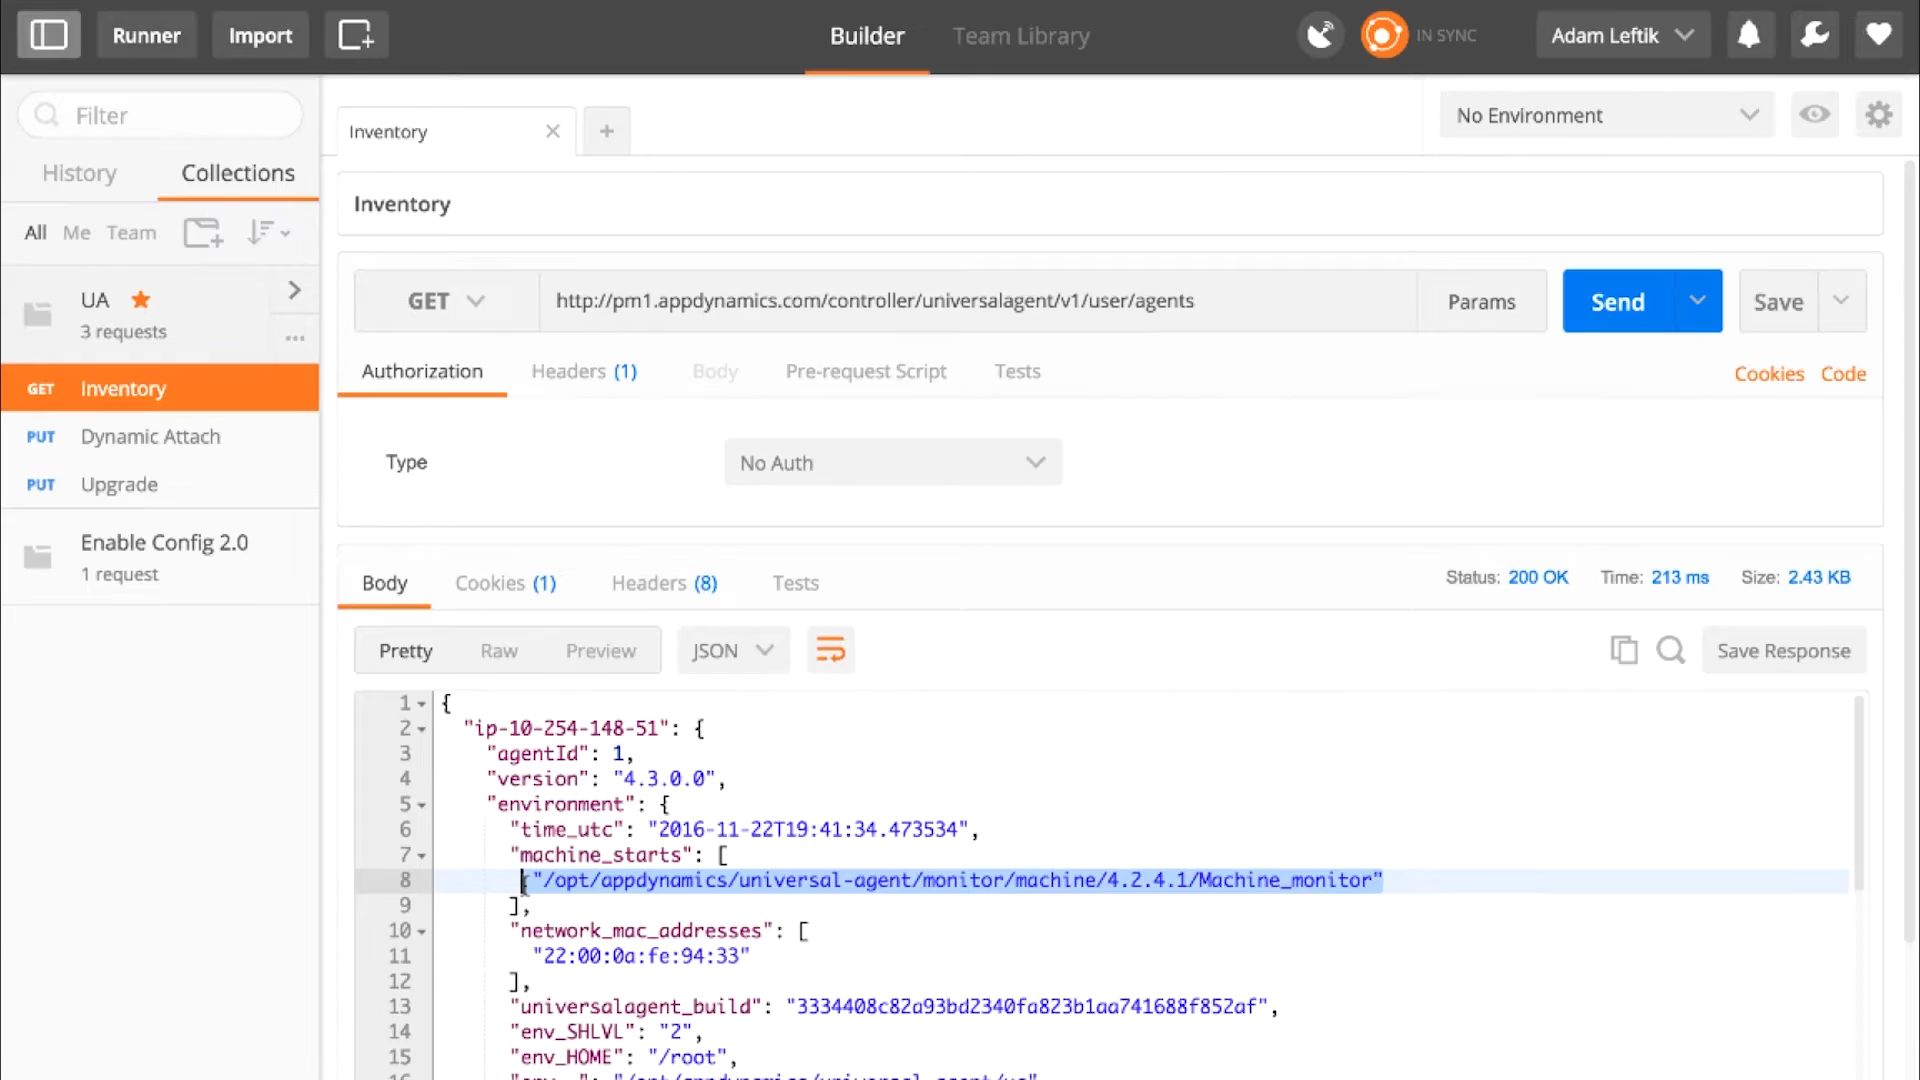 Runner Import Builder Team Library IN SYNC Adam Leftik
Filter
Inventory
No Environment
History Collections
All Me Team
Inventory
UA
3 requests
GET http://pm1.appdynamics.com/controller/universalagent/v1/user/agents Params Send Save
Authorization Headers (1) Body Pre-request Script Tests Cookies Code
GET Inventory
PUT Dynamic Attach
PUT Upgrade
Type No Auth
Enable Config 2.0
1 request
Body Cookies (1) Headers (8) Tests Status: 200 OK Time: 213 ms Size: 2.43 KB
Pretty Raw Preview JSON Save Response
1 {
2 "ip-10-254-148-51": {
3 "agentId": 1,
4 "version": "4.3.0.0",
5 "environment": {
6 "time_utc": "2016-11-22T19:41:34.473534",
7 "machine_starts": [
8 "/opt/appdynamics/universal-agent/monitor/machine/4.2.4.1/Machine_monitor"
9 ],
10 "network_mac_addresses": [
11 "22:00:0a:fe:94:33"
12 ],
13 "universalagent_build": "3334408c82a93bd2340fa823b1aa741688f852af",
14 "env_SHLVL": "2",
15 "env_HOME": "/root",